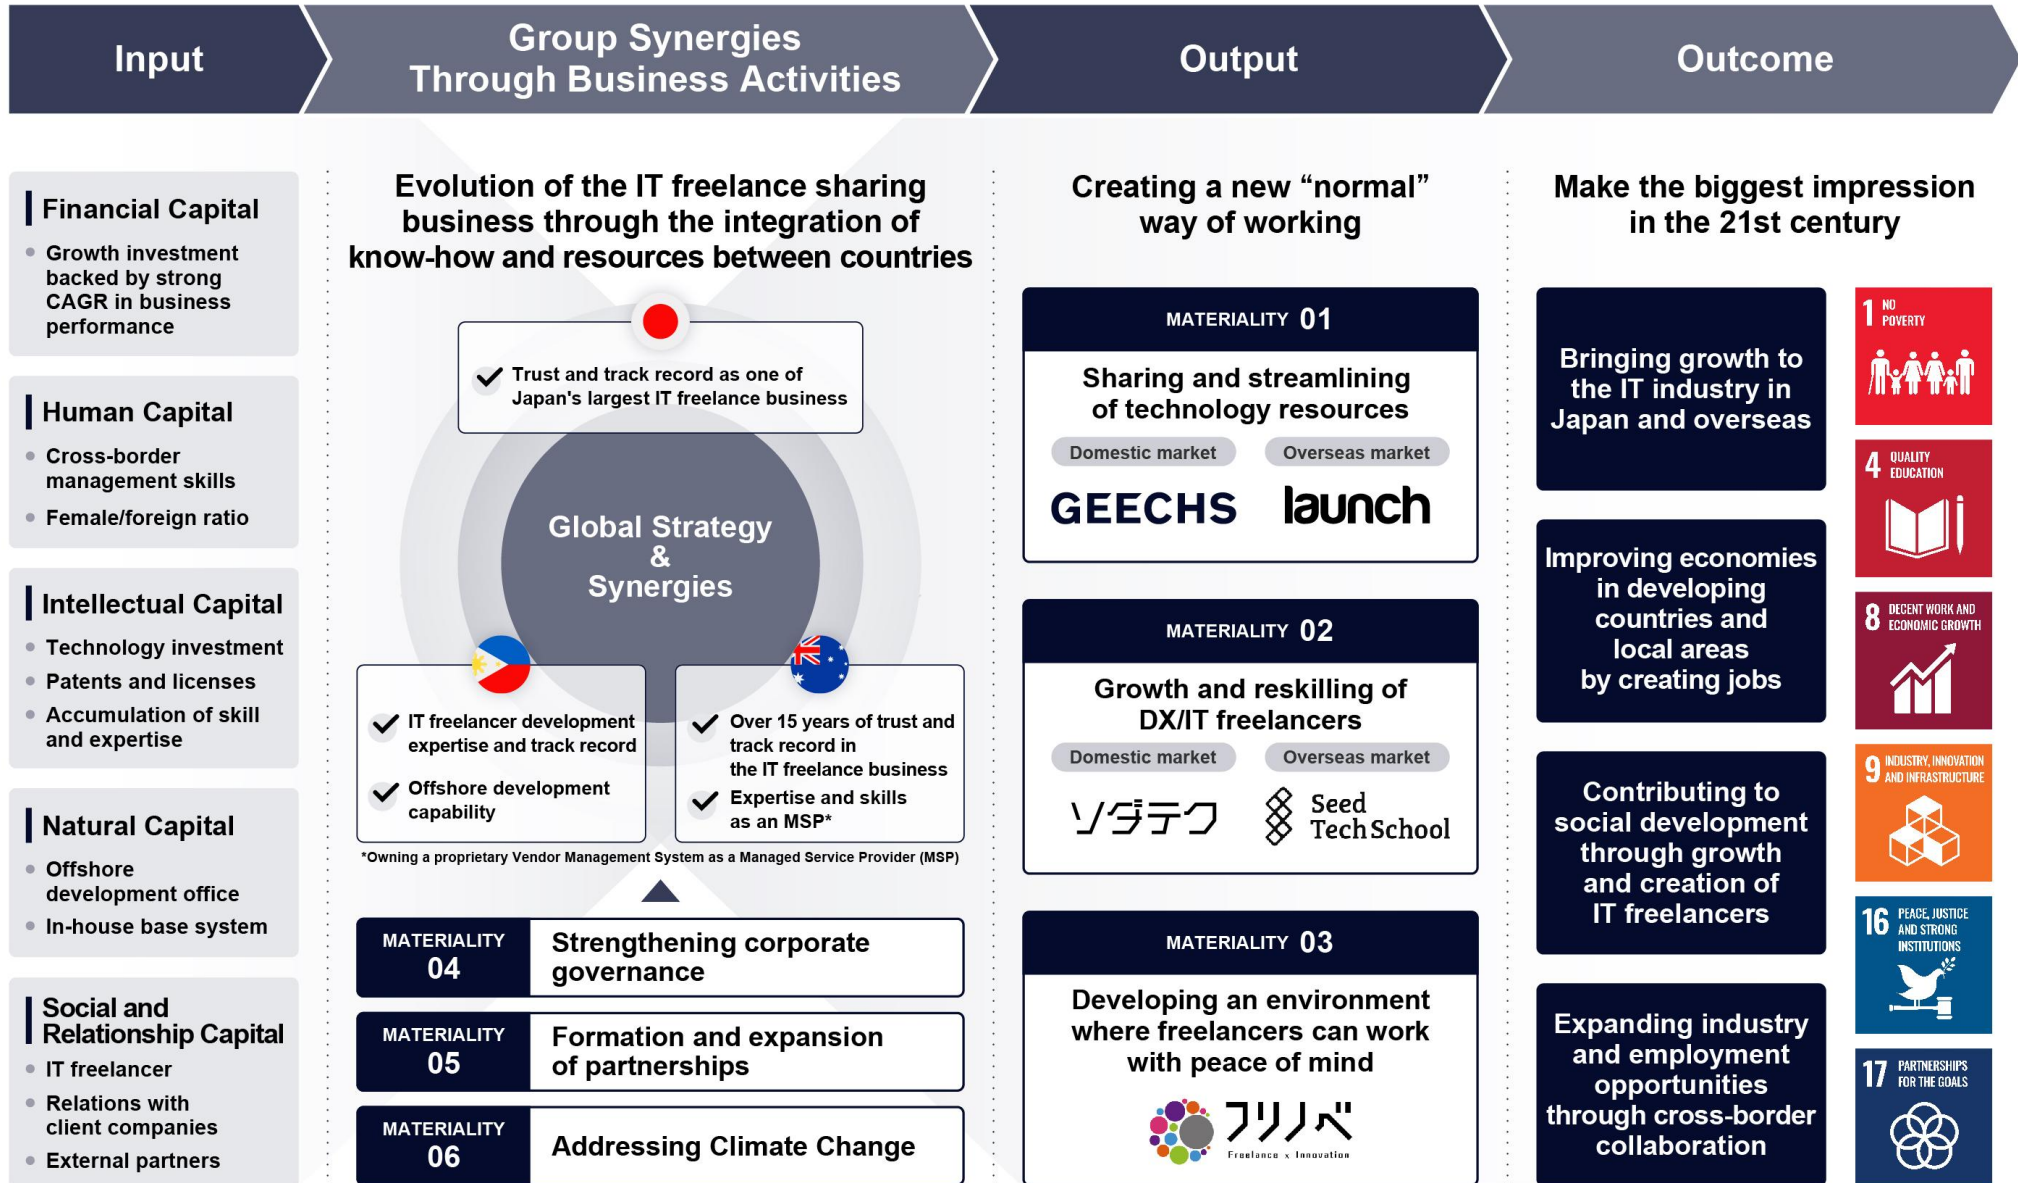 Input
Group Synergies
Through Business Activities
Output
Outcome
Financial Capital
Growth investment
backed by strong
CAGR in business
performance
Human Capital
Cross-border
management skills
Female/foreign ratio
Intellectual Capital
Technology investment
Patents and licenses
Accumulation of skill
and expertise
Natural Capital
Offshore
development office
In-house base system
Social and
Relationship Capital
IT freelancer
Relations with
client companies
External partners
Evolution of the IT freelance sharing
business through the integration of
know-how and resources between countries
Trust and track record as one of
Japan's largest IT freelance business
Global Strategy
&
Synergies
IT freelancer development
expertise and track record
Offshore development
capability
Over 15 years of trust and
track record in
the IT freelance business
Expertise and skills
as an MSP*
*Owning a proprietary Vendor Management System as a Managed Service Provider (MSP)
MATERIALITY
04
Strengthening corporate
governance
MATERIALITY
05
Formation and expansion
of partnerships
MATERIALITY
06
Addressing Climate Change
Creating a new “normal”
way of working
MATERIALITY 01
Sharing and streamlining
of technology resources
Domestic market
Overseas market
GEECHS
launch
MATERIALITY 02
Growth and reskilling of
DX/IT freelancers
Domestic market
Overseas market
ソダテク
Seed
Tech School
MATERIALITY 03
Developing an environment
where freelancers can work
with peace of mind
フリノベ
Freelance x Innovation
Make the biggest impression
in the 21st century
Bringing growth to
the IT industry in
Japan and overseas
Improving economies
in developing
countries and
local areas
by creating jobs
Contributing to
social development
through growth
and creation of
IT freelancers
Expanding industry
and employment
opportunities
through cross-border
collaboration
1 NO
POVERTY
4 QUALITY
EDUCATION
8 DECENT WORK AND
ECONOMIC GROWTH
9 INDUSTRY, INNOVATION
AND INFRASTRUCTURE
16 PEACE, JUSTICE
AND STRONG
INSTITUTIONS
17 PARTNERSHIPS
FOR THE GOALS